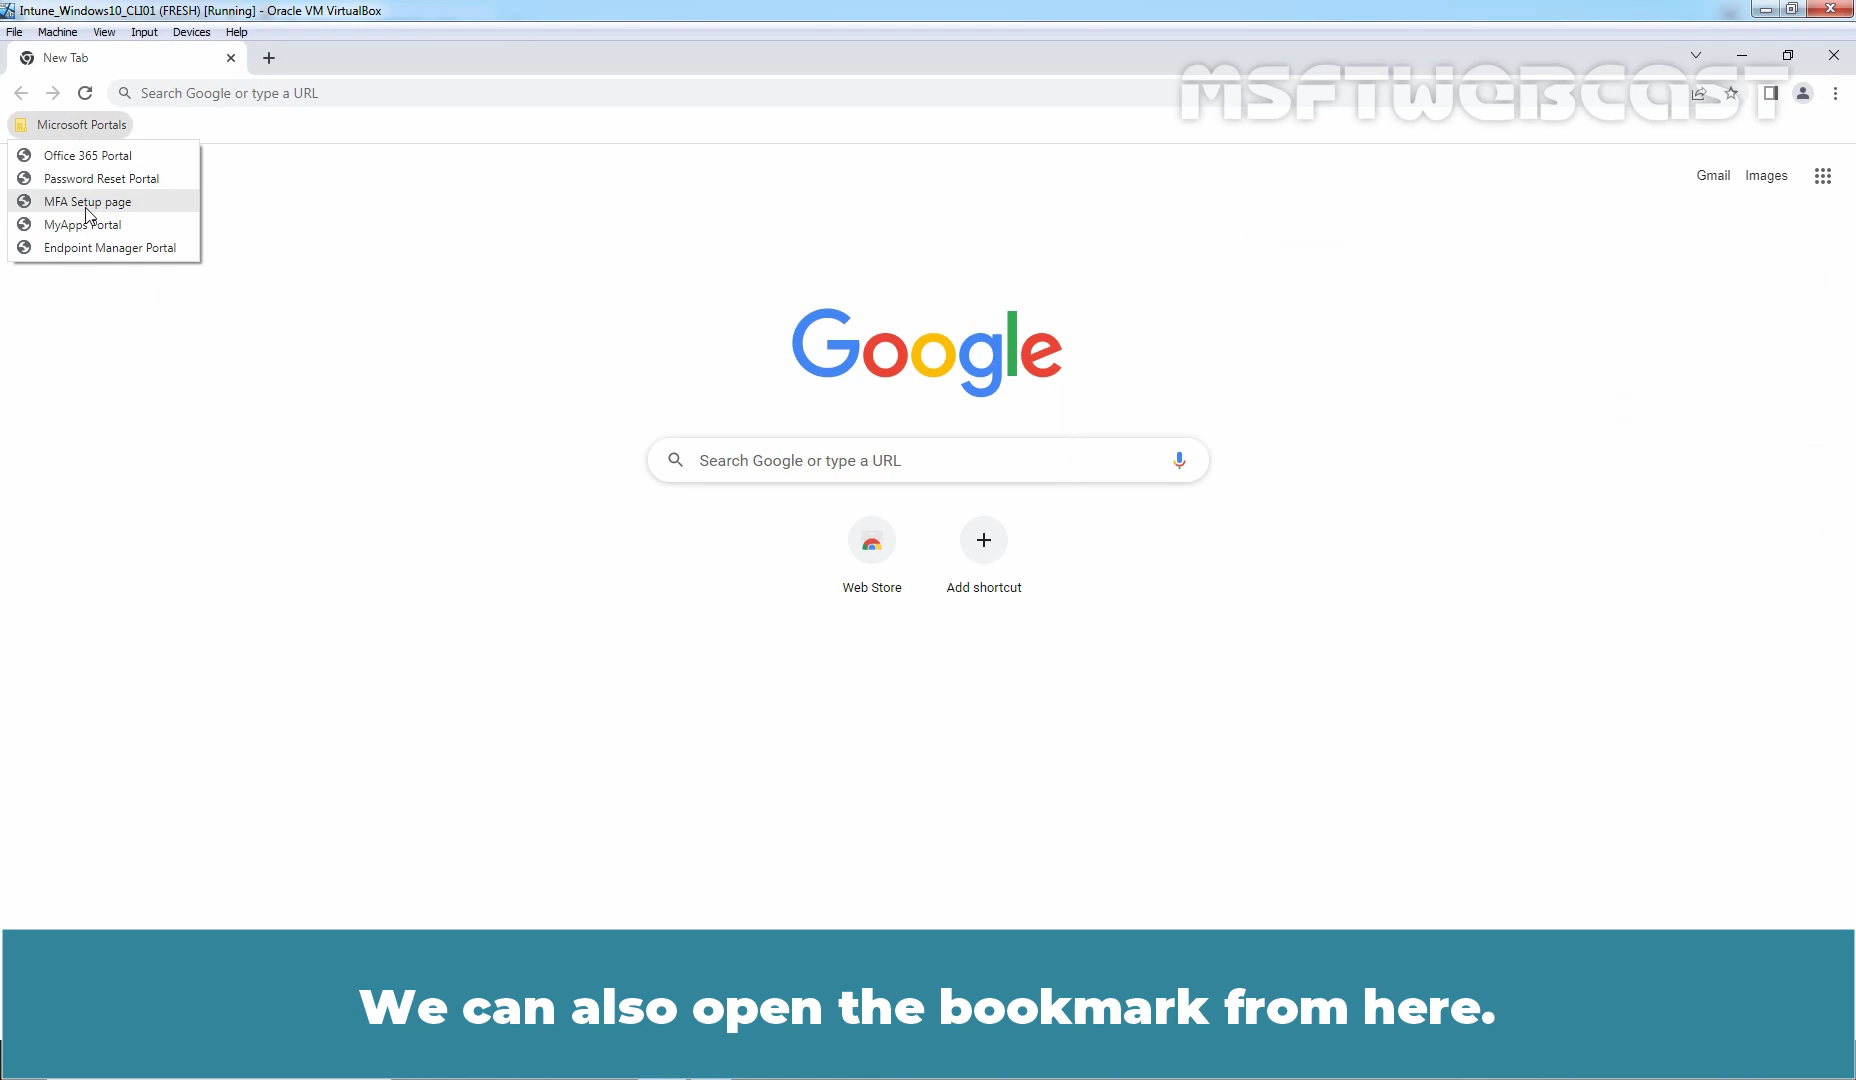 Intune_Windows10_CLI01 (FRESH) [Running] - Oracle VM VirtualBox
File Machine View Input Devices Help
New Tab
Search Google or type a URL
MSFTWEBCAST
Microsoft Portals
Office 365 Portal
Password Reset Portal
MFA Setup page
MyApps Portal
Endpoint Manager Portal
Gmail Images
Google
Search Google or type a URL
Web Store Add shortcut
We can also open the bookmark from here.